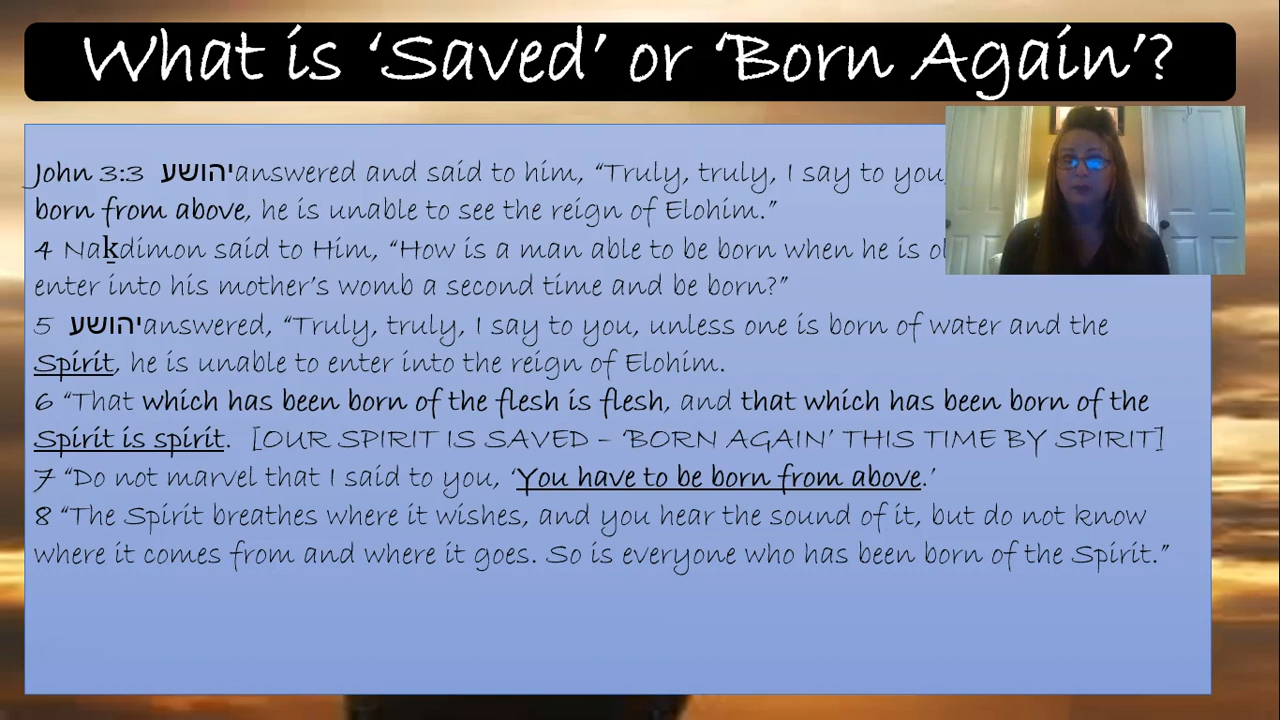 What is ‘Saved’ or ‘Born Again’?
John 3:3 יהושע answered and said to him, “Truly, truly, I say to you,
born from above, he is unable to see the reign of Elohim.”
4 Naḵdimon said to Him, “How is a man able to be born when he is
enter into his mother’s womb a second time and be born?”
5 יהושע answered, “Truly, truly, I say to you, unless one is born of water and the
Spirit, he is unable to enter into the reign of Elohim.
6 “That which has been born of the flesh is flesh, and that which has been born of the
Spirit is spirit. [OUR SPIRIT IS SAVED – ‘BORN AGAIN’ THIS TIME BY SPIRIT]
7 “Do not marvel that I said to you, ‘You have to be born from above.’
8 “The Spirit breathes where it wishes, and you hear the sound of it, but do not know
where it comes from and where it goes. So is everyone who has been born of the Spirit.”